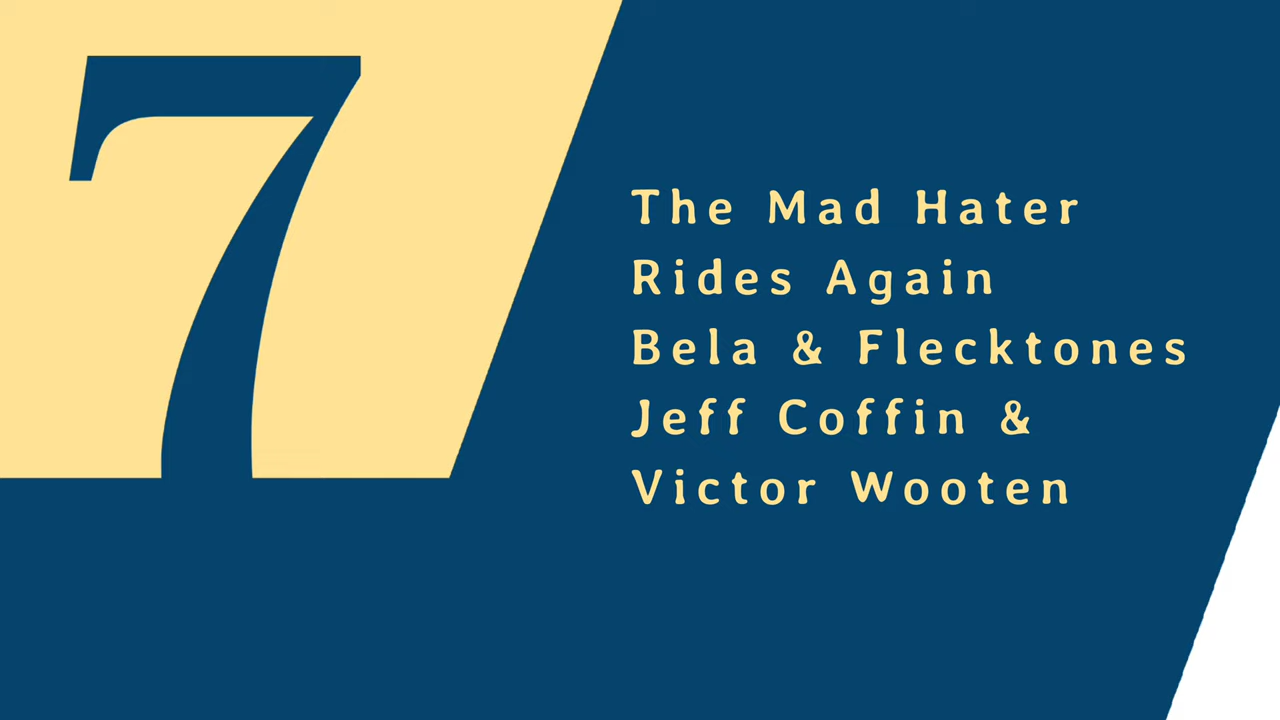 7
The Mad Hater
Rides Again
Bela & Flecktones
Jeff Coffin &
Victor Wooten